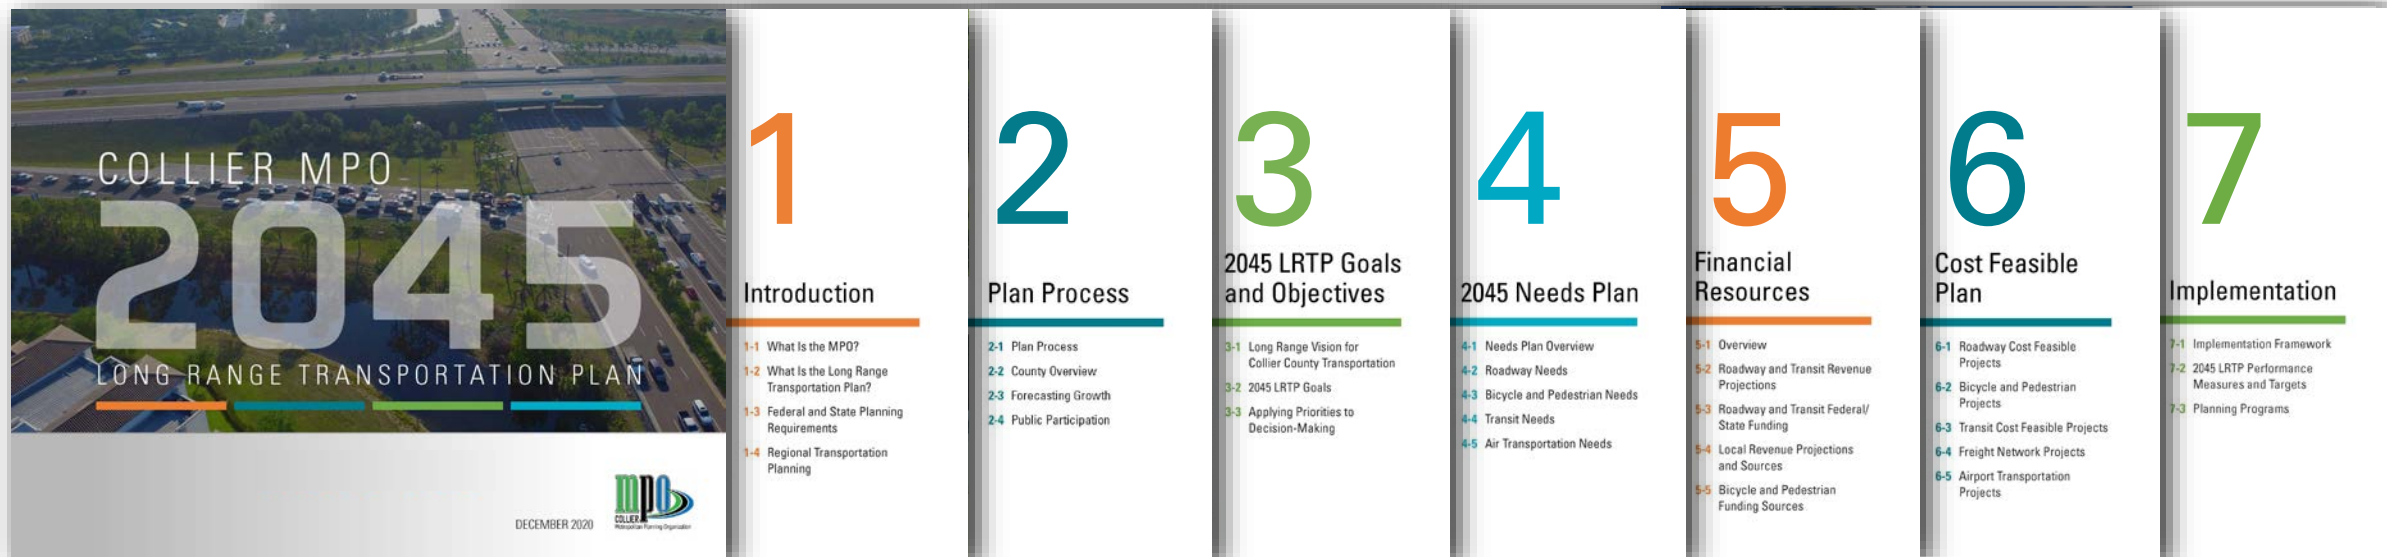 COLLIER MPO
2045
LONG RANGE TRANSPORTATION PLAN
DECEMBER 2020
mpo
COLLIER
Metropolitan Planning Organization
1
Introduction
1-1 What Is the MPO?
1-2 What Is the Long Range
Transportation Plan?
1-3 Federal and State Planning
Requirements
1-4 Regional Transportation
Planning
2
Plan Process
2-1 Plan Process
2-2 County Overview
2-3 Forecasting Growth
2-4 Public Participation
3
2045 LRTP Goals
and Objectives
3-1 Long Range Vision for
Collier County Transportation
3-2 2045 LRTP Goals
3-3 Applying Priorities to
Decision-Making
4
2045 Needs Plan
4-1 Needs Plan Overview
4-2 Roadway Needs
4-3 Bicycle and Pedestrian Needs
4-4 Transit Needs
4-5 Air Transportation Needs
5
Financial
Resources
5-1 Overview
5-2 Roadway and Transit Revenue
Projections
5-3 Roadway and Transit Federal/
State Funding
5-4 Local Revenue Projections
and Sources
5-5 Bicycle and Pedestrian
Funding Sources
6
Cost Feasible
Plan
6-1 Roadway Cost Feasible
Projects
6-2 Bicycle and Pedestrian
Projects
6-3 Transit Cost Feasible Projects
6-4 Freight Network Projects
6-5 Airport Transportation
Projects
7
Implementation
7-1 Implementation Framework
7-2 2045 LRTP Performance
Measures and Targets
7-3 Planning Programs